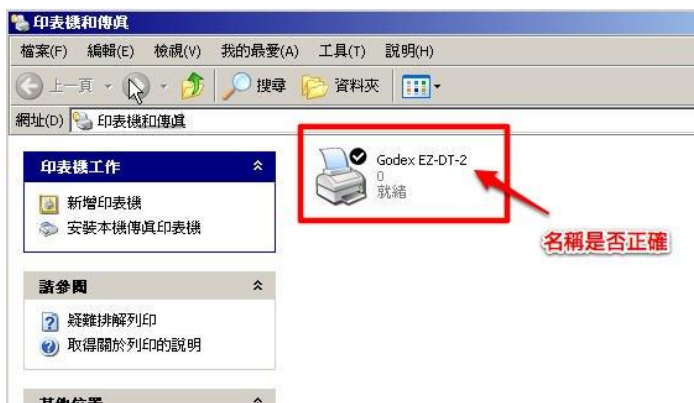 印表機和傳真
檔案(F) 編輯(E) 檢視(V) 我的最愛(A) 工具(T) 說明(H)
上一頁 搜尋 資料夾
網址(D) 印表機和傳真
印表機工作
新增印表機
安裝本機傳真印表機
請參閱
疑難排解列印
取得關於列印的說明
其他位置
Godex EZ-DT-2
0
就緒
名稱是否正確